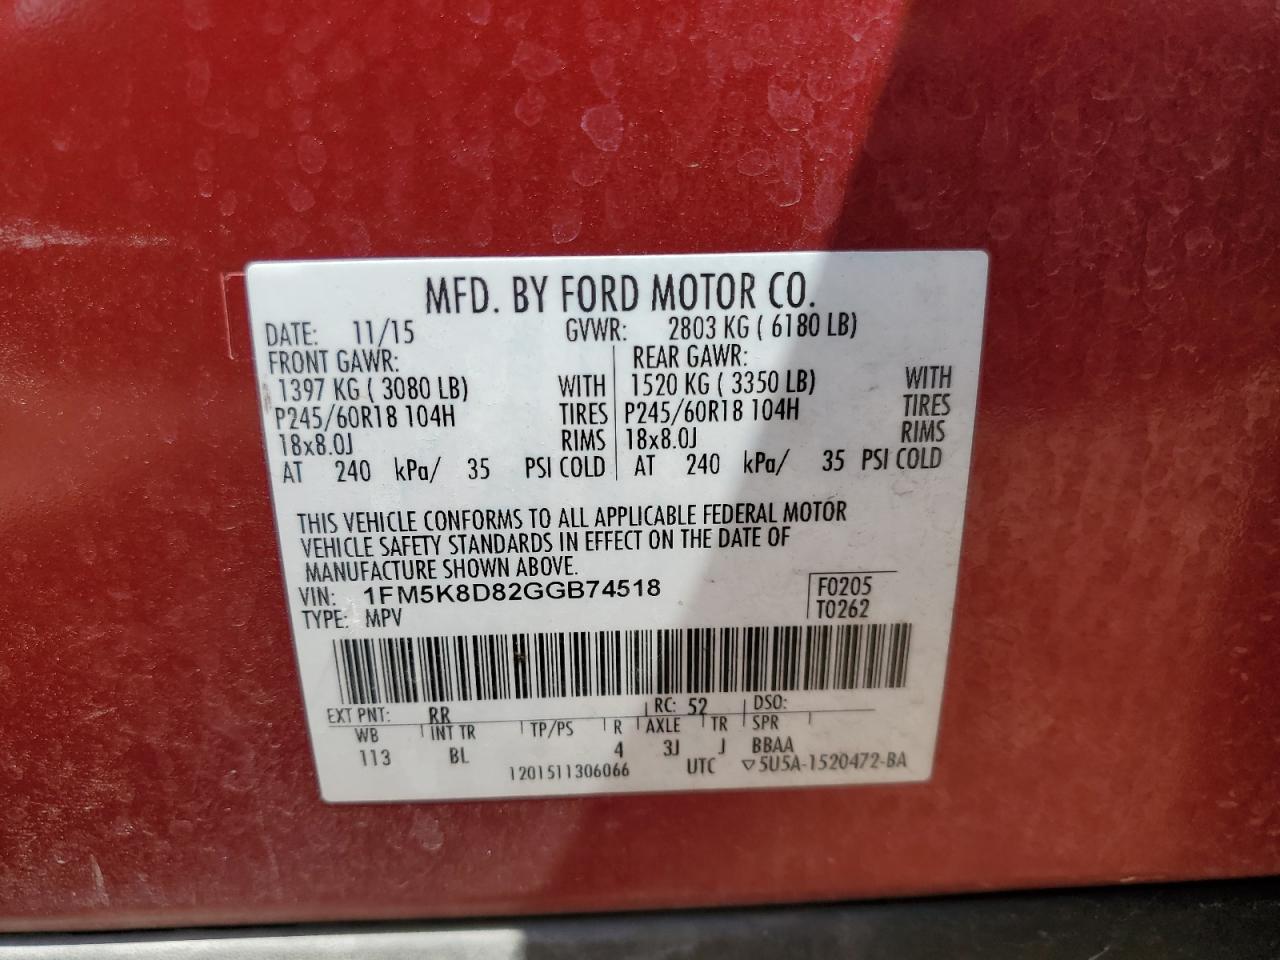 MFD. BY FORD MOTOR CO.
DATE: 11/15 GVWR: 2803 KG ( 6180 LB)
FRONT GAWR: REAR GAWR:
1397 KG ( 3080 LB) WITH 1520 KG ( 3350 LB) WITH
P245/60R18 104H TIRES P245/60R18 104H TIRES
18x8.0J RIMS 18x8.0J RIMS
AT 240 kPa/ 35 PSI COLD AT 240 kPa/ 35 PSI COLD
THIS VEHICLE CONFORMS TO ALL APPLICABLE FEDERAL MOTOR
VEHICLE SAFETY STANDARDS IN EFFECT ON THE DATE OF
MANUFACTURE SHOWN ABOVE.
VIN: 1FM5K8D82GGB74518 F0205
TYPE: MPV T0262
EXT PNT: RR RC: 52 DSO:
WB INT TR TP/PS R AXLE TR SPR
113 BL 4 3J J BBAA
1201511306066 UTC ▽5U5A-1520472-BA